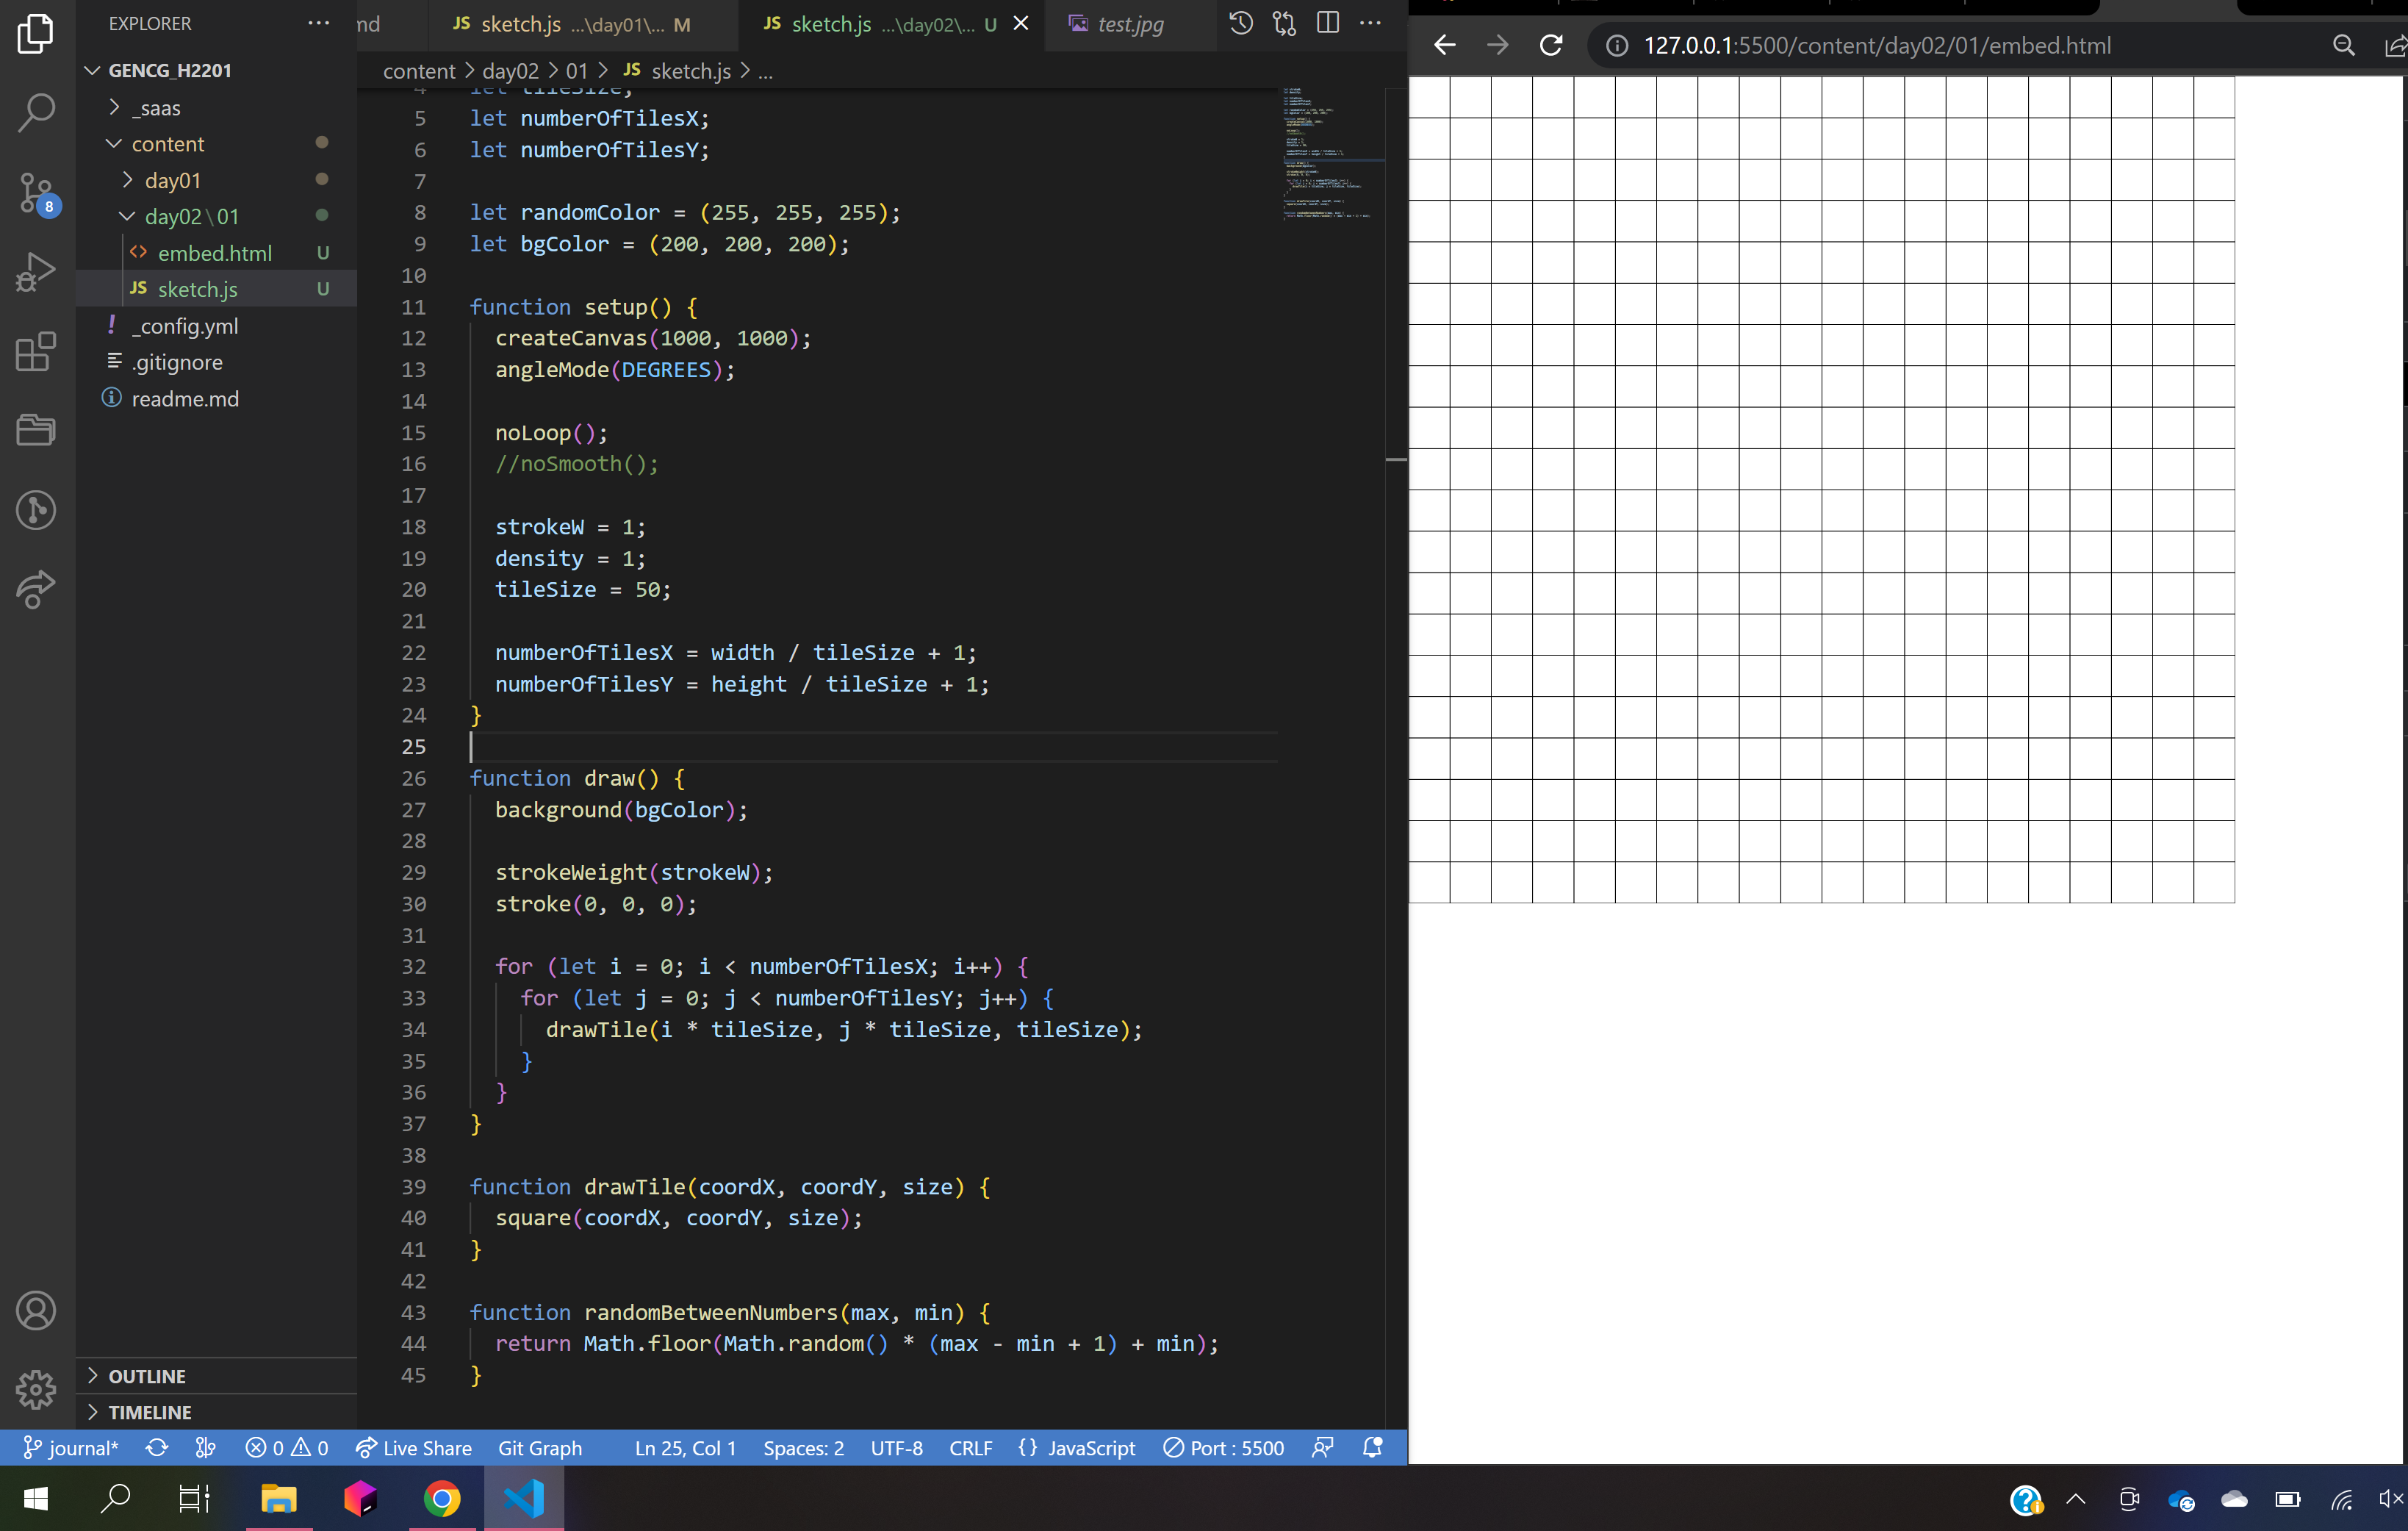 EXPLORER
GENCG_H2201
_saas
content
day01
day02\01
embed.html U
JS sketch.js U
! _config.yml
.gitignore
readme.md
OUTLINE
TIMELINE
md
JS sketch.js ...\day01\... M
JS sketch.js ...\day02\... U
test.jpg
content > day02 > 01 > JS sketch.js > ...
4 let tileSize;
5 let numberOfTilesX;
6 let numberOfTilesY;
7
8 let randomColor = (255, 255, 255);
9 let bgColor = (200, 200, 200);
10
11 function setup() {
12 createCanvas(1000, 1000);
13 angleMode(DEGREES);
14
15 noLoop();
16 //noSmooth();
17
18 strokeW = 1;
19 density = 1;
20 tileSize = 50;
21
22 numberOfTilesX = width / tileSize + 1;
23 numberOfTilesY = height / tileSize + 1;
24 }
25
26 function draw() {
27 background(bgColor);
28
29 strokeWeight(strokeW);
30 stroke(0, 0, 0);
31
32 for (let i = 0; i < numberOfTilesX; i++) {
33 for (let j = 0; j < numberOfTilesY; j++) {
34 drawTile(i * tileSize, j * tileSize, tileSize);
35 }
36 }
37 }
38
39 function drawTile(coordX, coordY, size) {
40 square(coordX, coordY, size);
41 }
42
43 function randomBetweenNumbers(max, min) {
44 return Math.floor(Math.random() * (max - min + 1) + min);
45 }
8
127.0.0.1:5500/content/day02/01/embed.html
journal* 0 0 Live Share Git Graph Ln 25, Col 1 Spaces: 2 UTF-8 CRLF {} JavaScript Port : 5500